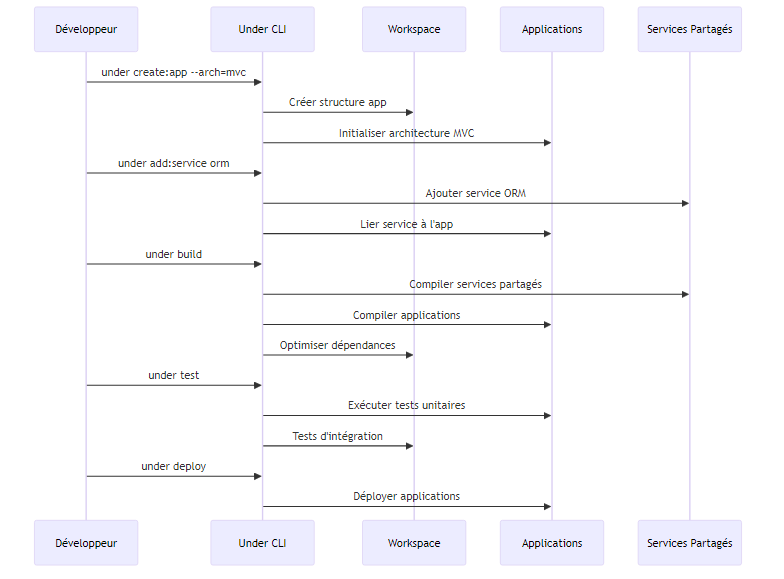 Développeur
Under CLI
Workspace
Applications
Services Partagés
under create:app --arch=mvc
Créer structure app
Initialiser architecture MVC
under add:service orm
Ajouter service ORM
Lier service à l'app
under build
Compiler services partagés
Compiler applications
Optimiser dépendances
under test
Exécuter tests unitaires
Tests d'intégration
under deploy
Déployer applications
Développeur
Under CLI
Workspace
Applications
Services Partagés